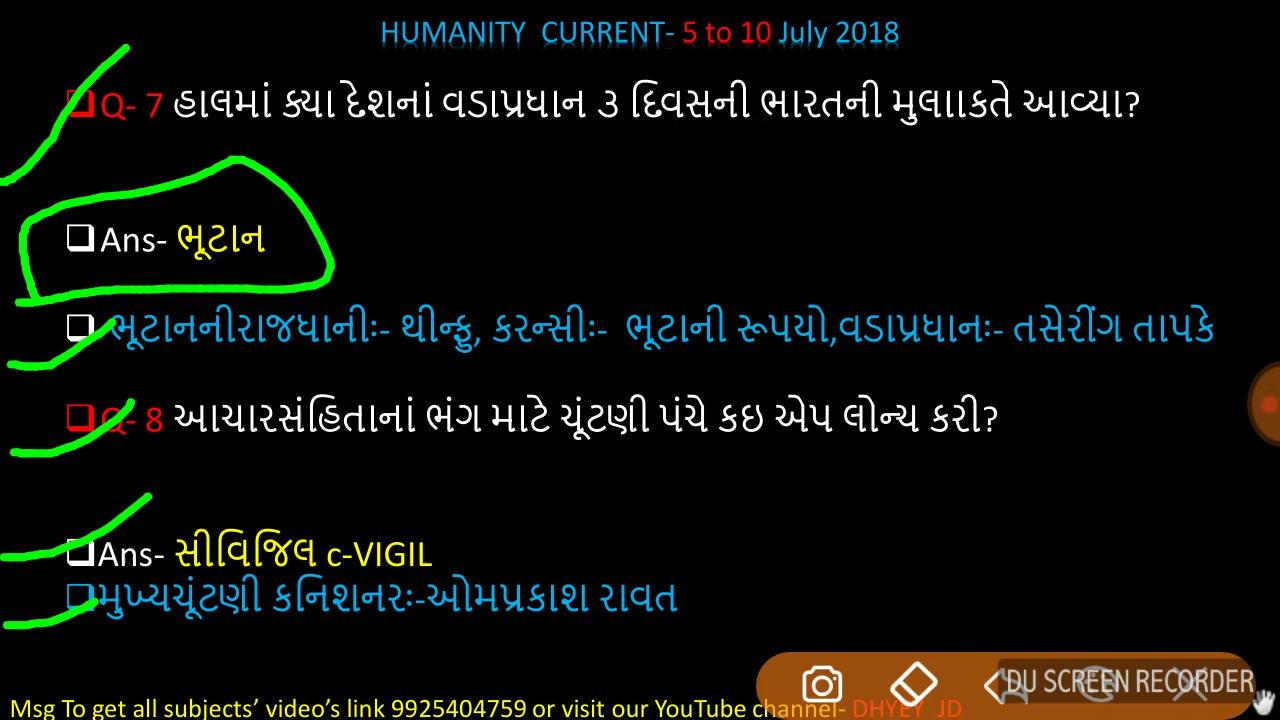 HUMANITY CURRENT- 5 to 10 July 2018
Q- 7 હાલમાં ક્યા દેશનાં વડાપ્રધાન ૩ દિવસની ભારતની મુલાાકતે આવ્યા?
Ans- ભૂટાન
ભૂટાનનીરાજધાનીઃ- થીન્ફુ, કરન્સીઃ- ભૂટાની રૂપયો,વડાપ્રધાનઃ- તસેરીંગ તાપકે
Q- 8 આચારસંહિતાનાં ભંગ માટે ચૂંટણી પંચે કઇ એપ લોન્ચ કરી?
Ans- સીવિજિલ c-VIGIL
મુખ્યચૂંટણી કનિશનરઃ-ઓમપ્રકાશ રાવત
DU SCREEN RECORDER
Msg To get all subjects' video's link 9925404759 or visit our YouTube channel- DHYEY JD